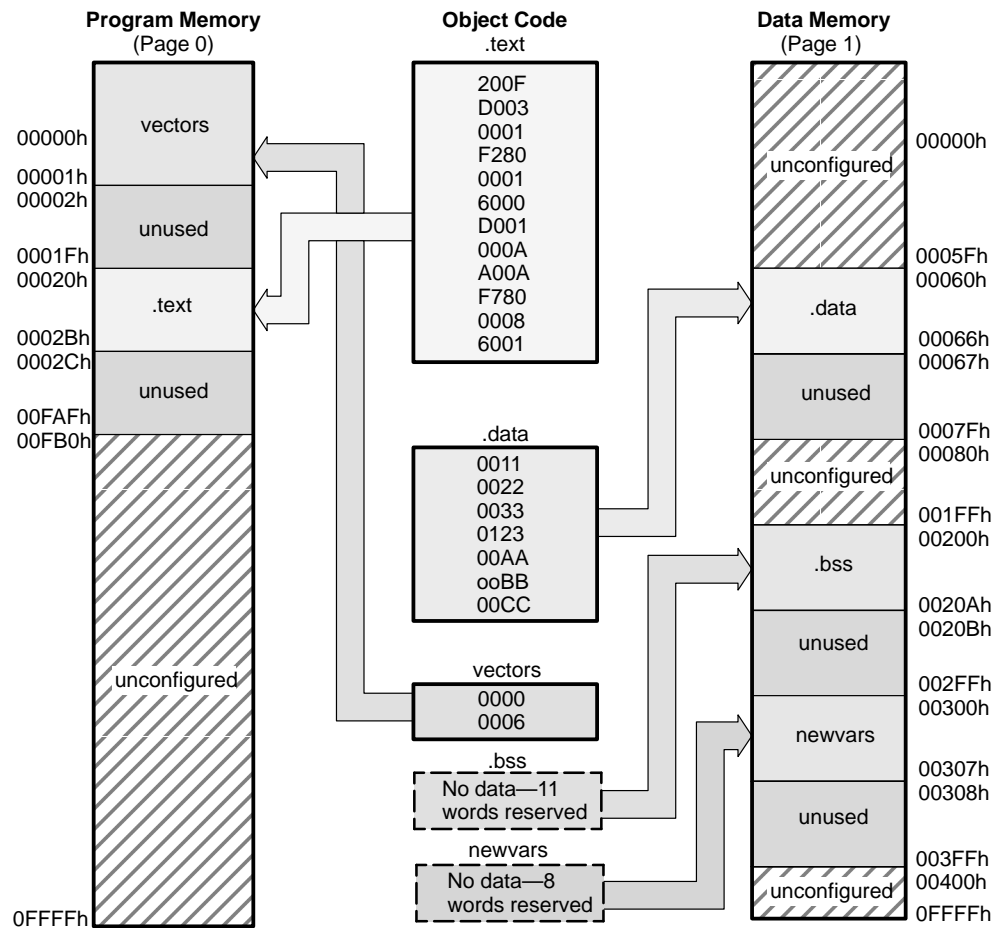 Program Memory
(Page 0)
00000h
vectors
00001h
00002h
unused
0001Fh
00020h
.text
0002Bh
0002Ch
unused
00FAFh
00FB0h
unconfigured
0FFFFh
Object Code
.text
200F
D003
0001
F280
0001
6000
D001
000A
A00A
F780
0008
6001
.data
0011
0022
0033
0123
00AA
ooBB
00CC
vectors
0000
0006
.bss
No data—11
words reserved
newvars
No data—8
words reserved
Data Memory
(Page 1)
00000h
unconfigured
0005Fh
00060h
.data
00066h
00067h
unused
0007Fh
00080h
unconfigured
001FFh
00200h
.bss
0020Ah
0020Bh
unused
002FFh
00300h
newvars
00307h
00308h
unused
003FFh
00400h
unconfigured
0FFFFh